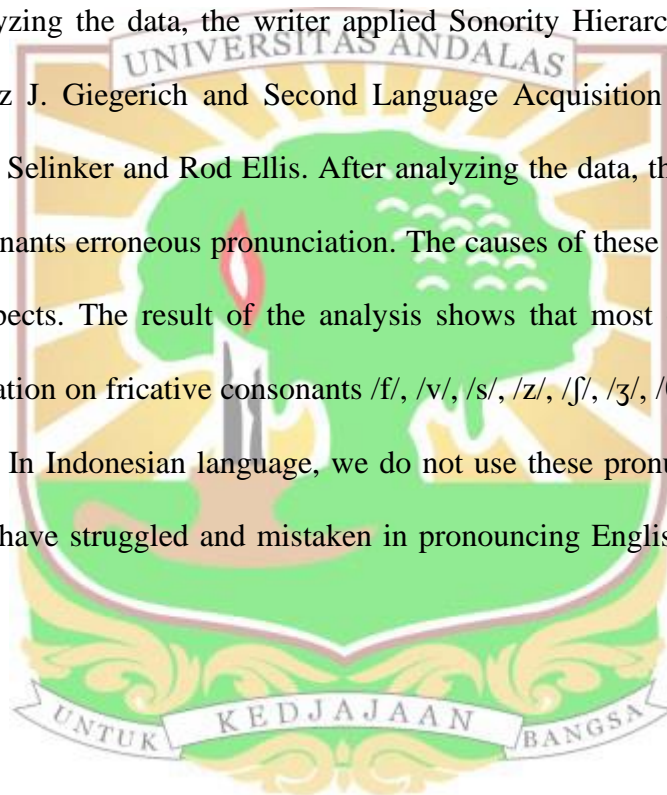 yzing the data, the writer applied Sonority Hierarc
UNIVERSITAS ANDALAS
z J. Giegerich and Second Language Acquisition
Selinker and Rod Ellis. After analyzing the data, th
nants erroneous pronunciation. The causes of these
pects. The result of the analysis shows that most
ation on fricative consonants /f/, /v/, /s/, /z/, /ʃ/, /ʒ/, /
In Indonesian language, we do not use these pronu
have struggled and mistaken in pronouncing Englis
UNTUK KEDJAJAAN BANGSA